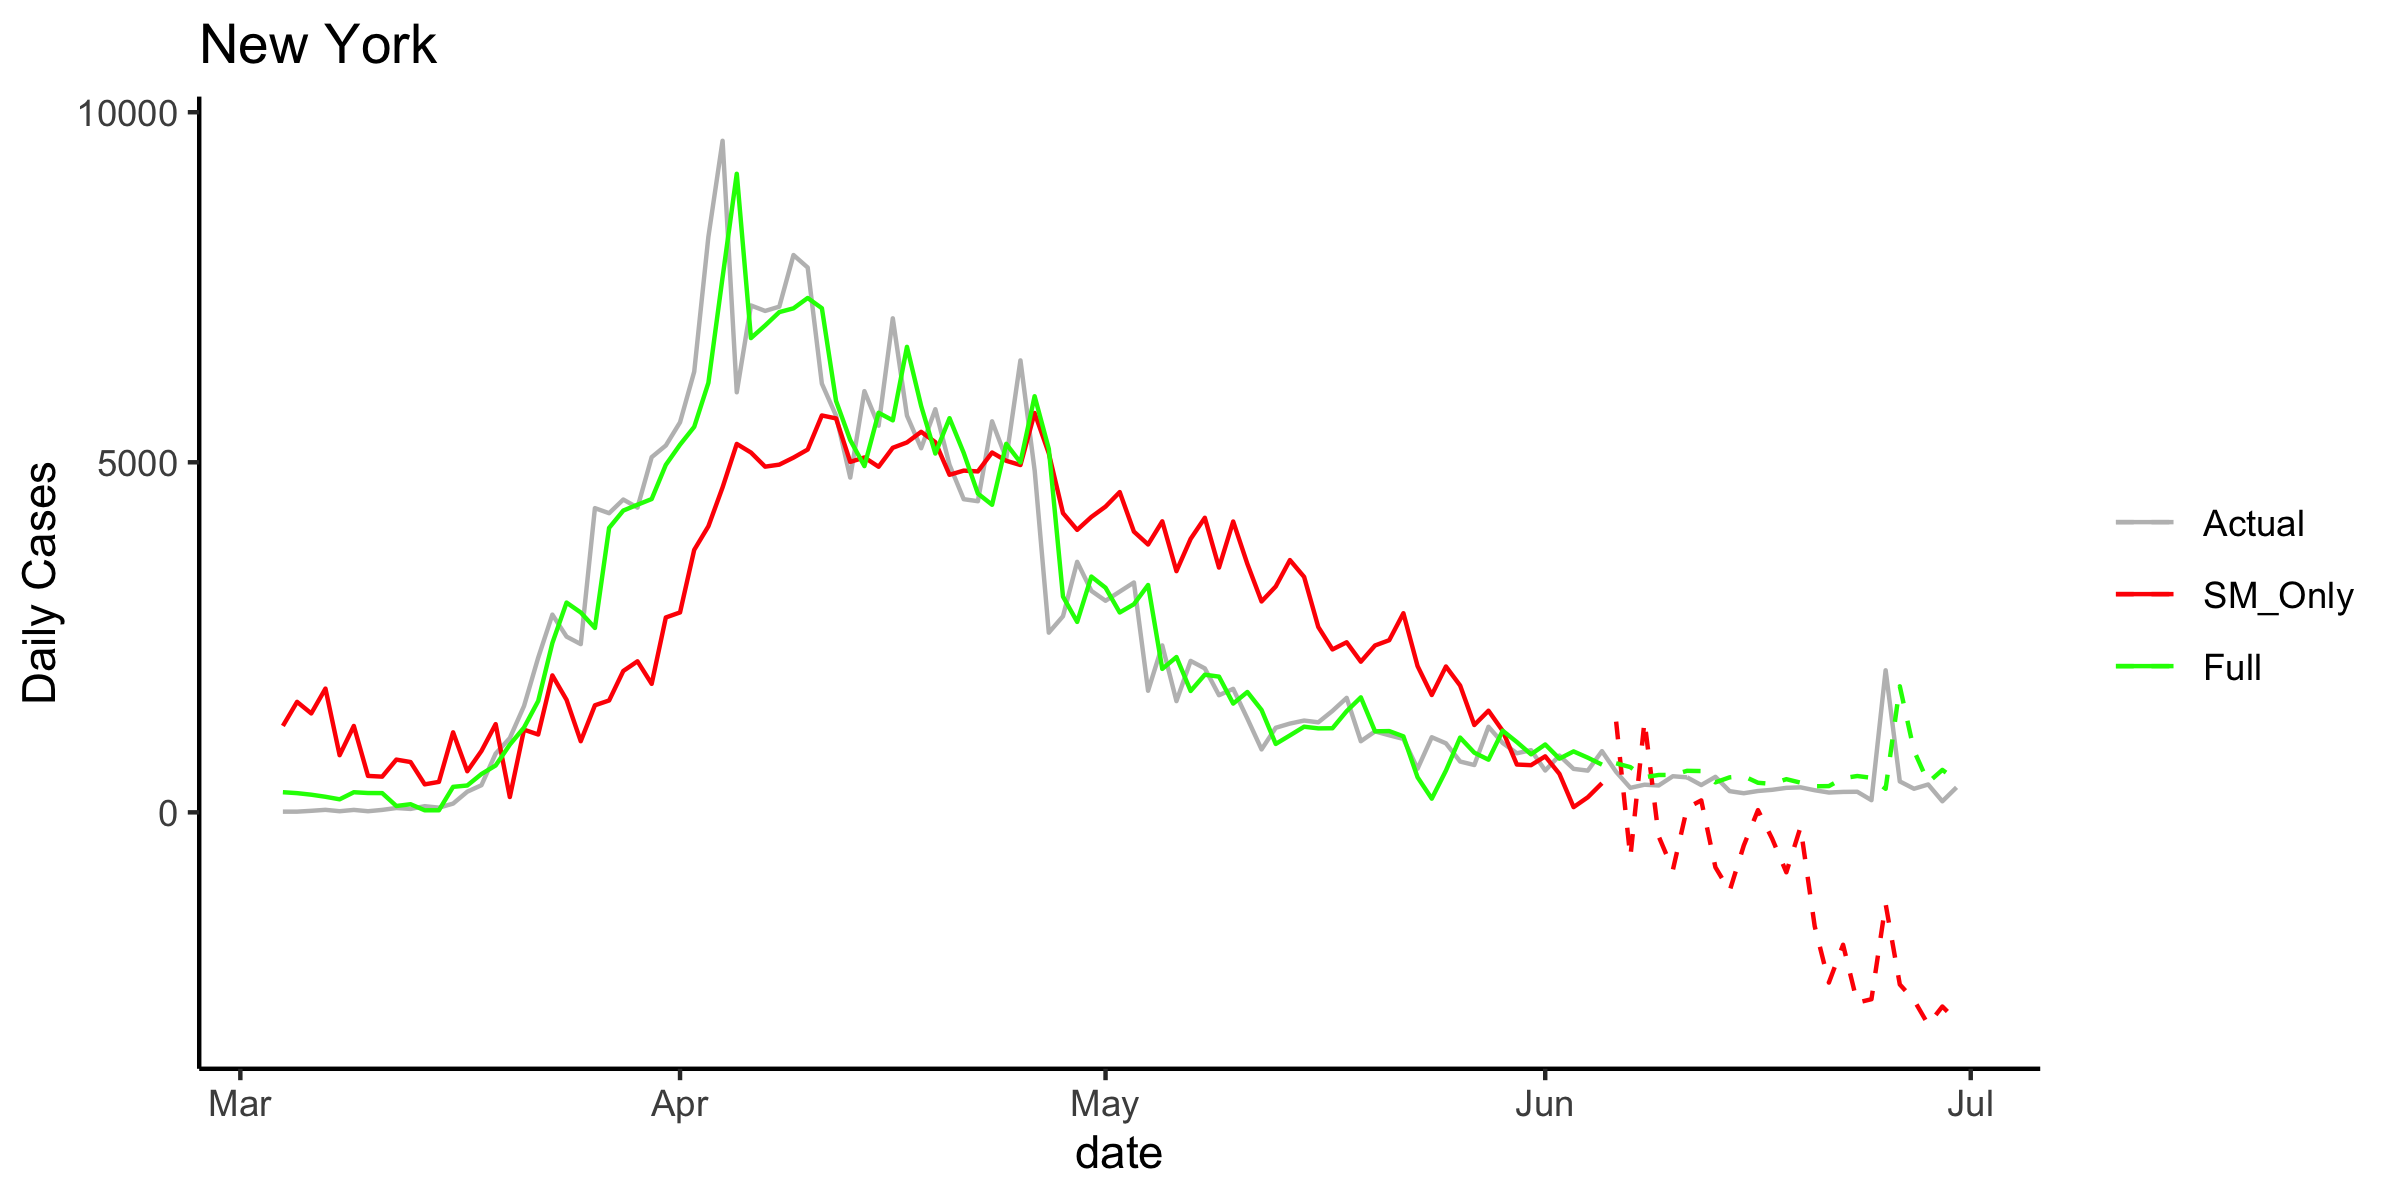 New York
10000
5000
0
Daily Cases
Mar Apr May Jun Jul
date
Actual
SM_Only
Full